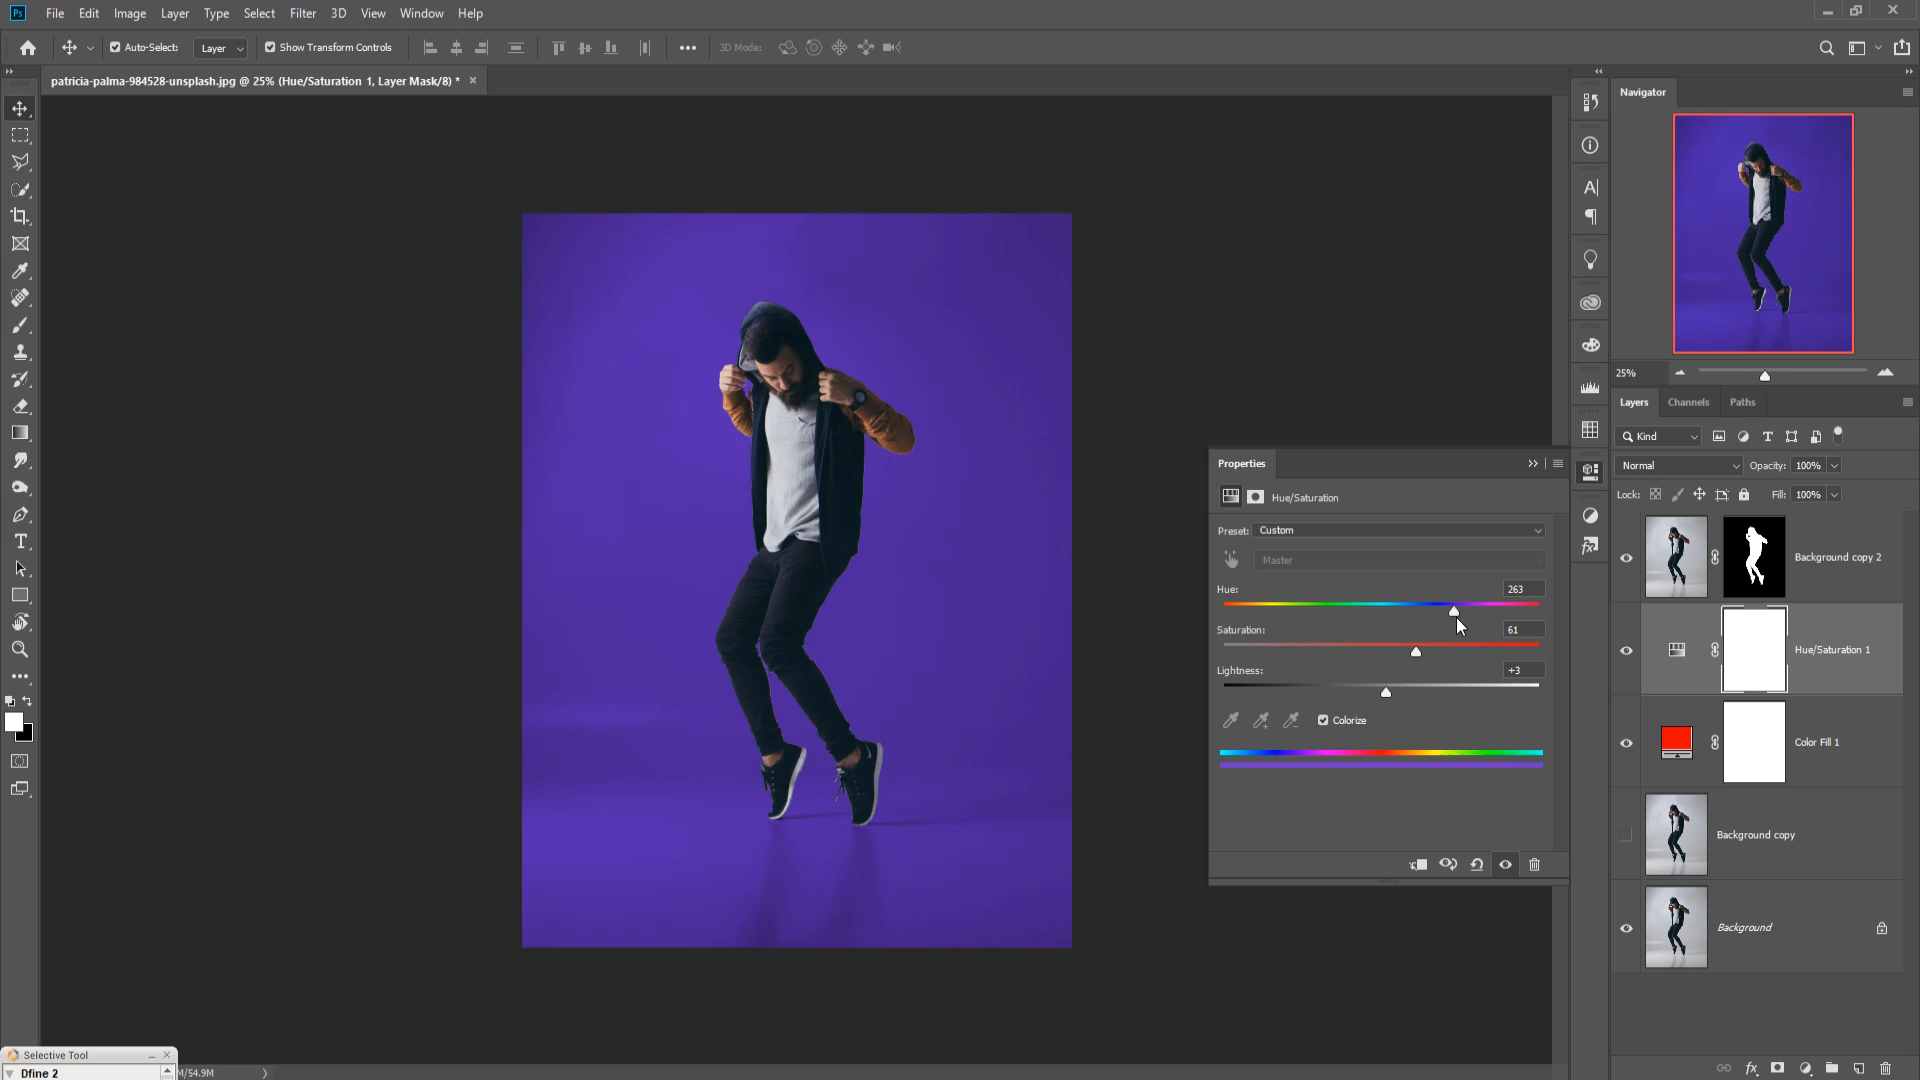 Ps File Edit Image Layer Type Select Filter 3D View Window Help
Auto-Select: Layer Show Transform Controls 3D Mode:
patricia-palma-984528-unsplash.jpg @ 25% (Hue/Saturation 1, Layer Mask/8) *
Navigator
25%
Layers Channels Paths
Kind
Normal Opacity: 100%
Lock: Fill: 100%
Background copy 2
Hue/Saturation 1
Color Fill 1
Background copy
Background
Properties
Hue/Saturation
Preset: Custom
Master
Hue: 263
Saturation: 61
Lightness: +3
Colorize
Selective Tool
Dfine 2
M/54.9M